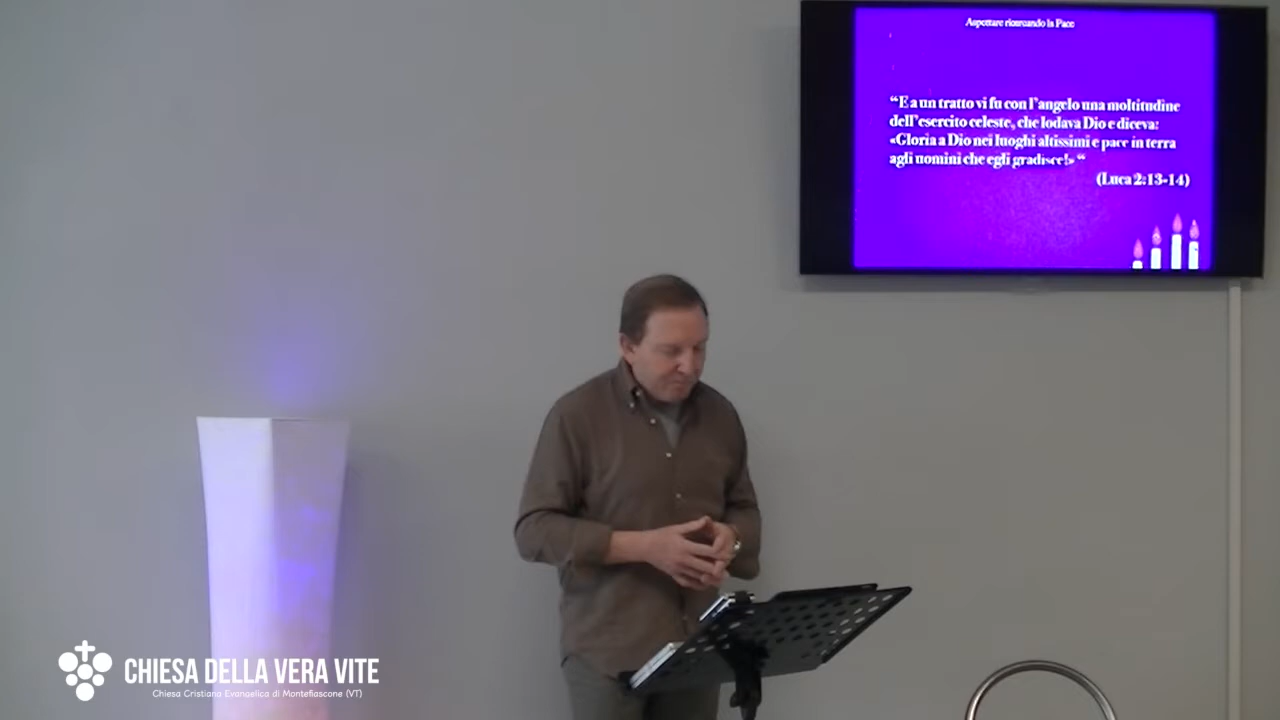 Aspettare ricercando la Pace
“E a un tratto vi fu con l’angelo una moltitudine
dell’esercito celeste, che lodava Dio e diceva:
«Gloria a Dio nei luoghi altissimi e pace in terra
agli uomini che egli gradisce!» “
(Luca 2:13-14)
CHIESA DELLA VERA VITE
Chiesa Cristiana Evangelica di Montefiascone (VT)